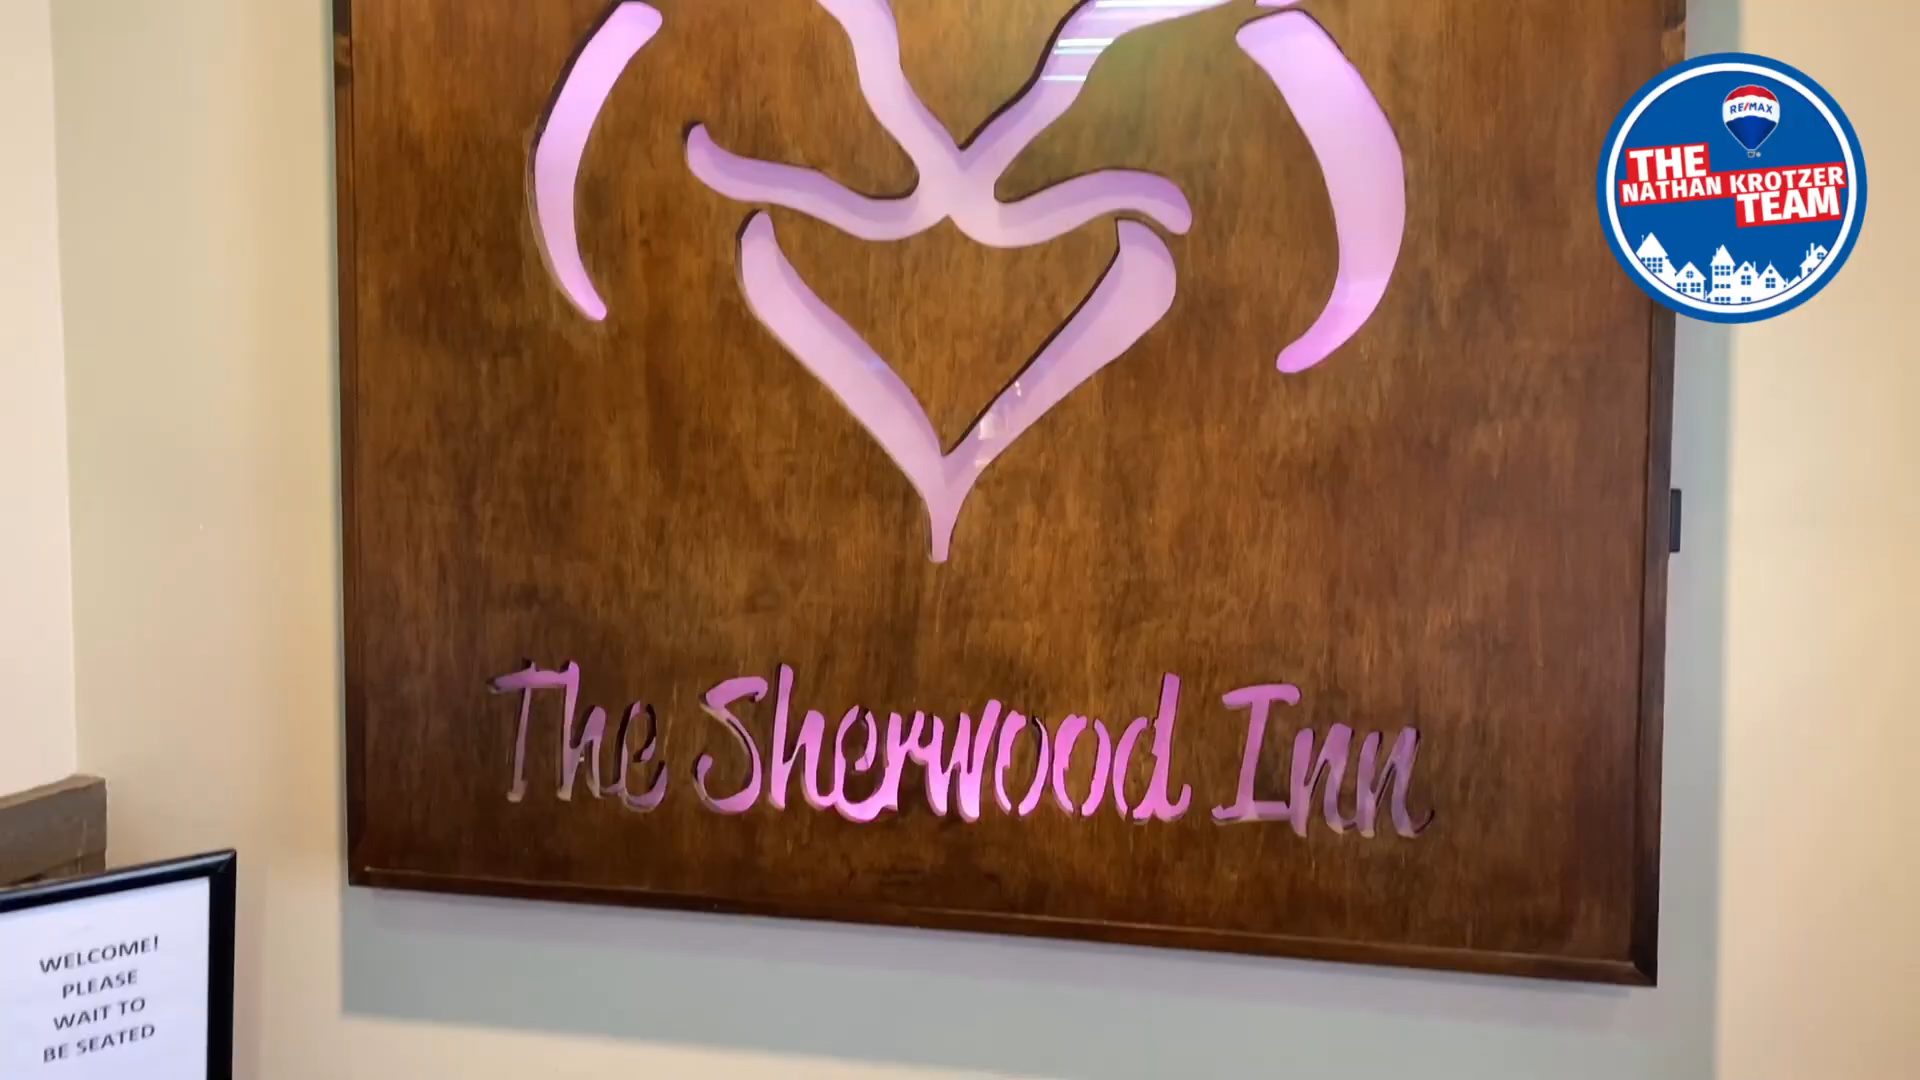 RE/MAX
THE
NATHAN KROTZER
TEAM
The Sherwood Inn
WELCOME!
PLEASE
WAIT TO
BE SEATED